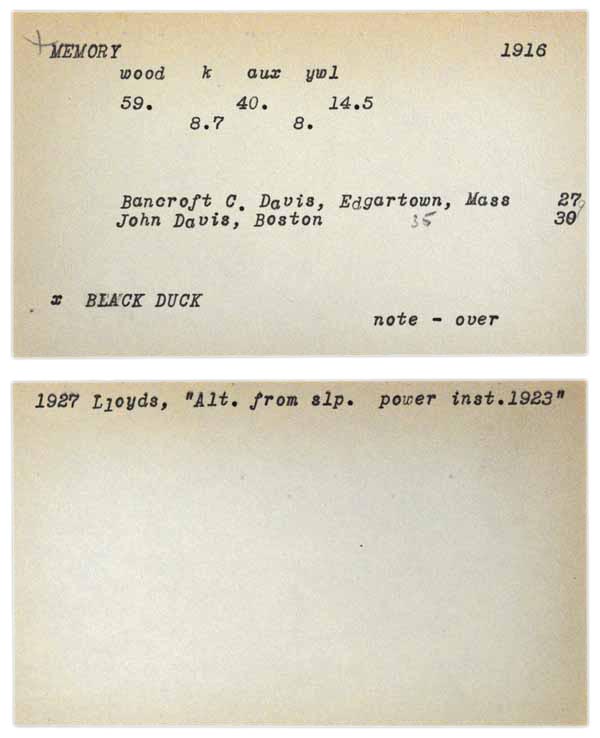 MEMORY 1916
wood k aux ywl
59. 40. 14.5
8.7 8.
Bancroft C. Davis, Edgartown, Mass 27
John Davis, Boston 35 30
x BLACK DUCK
note - over
1927 Lloyds, "Alt. from slp. power inst.1923"